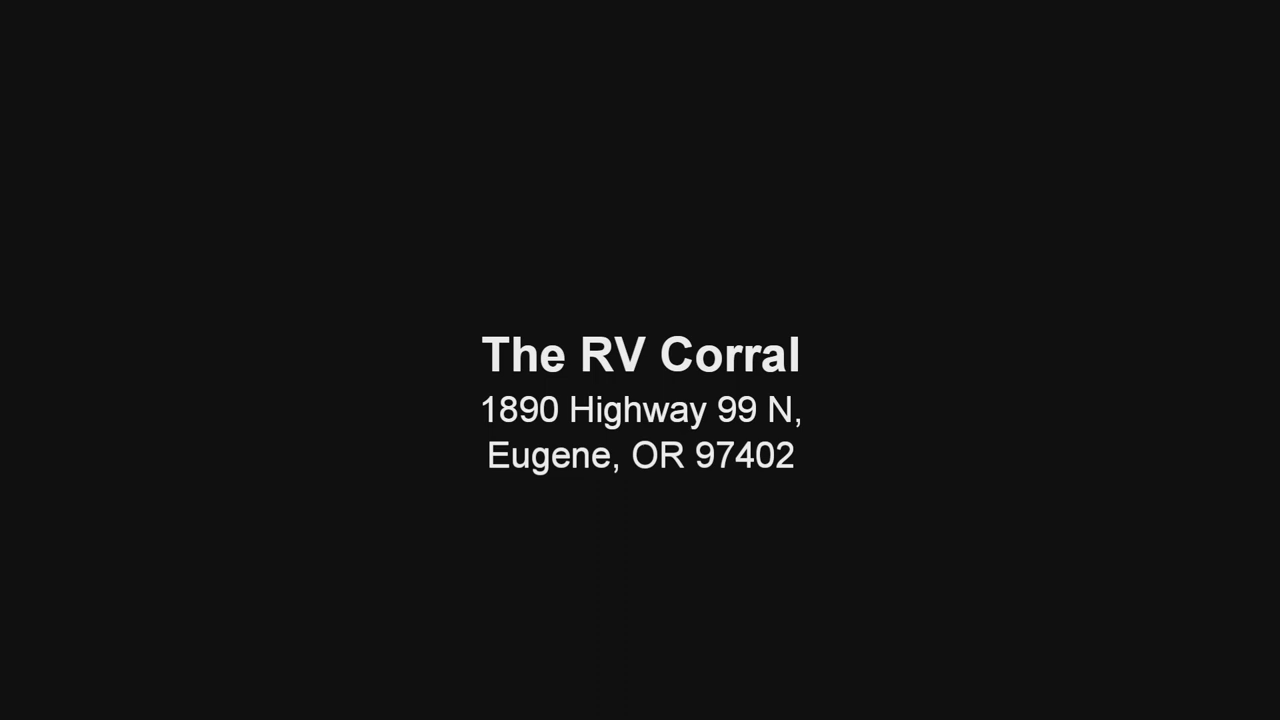 The RV Corral
1890 Highway 99 N,
Eugene, OR 97402